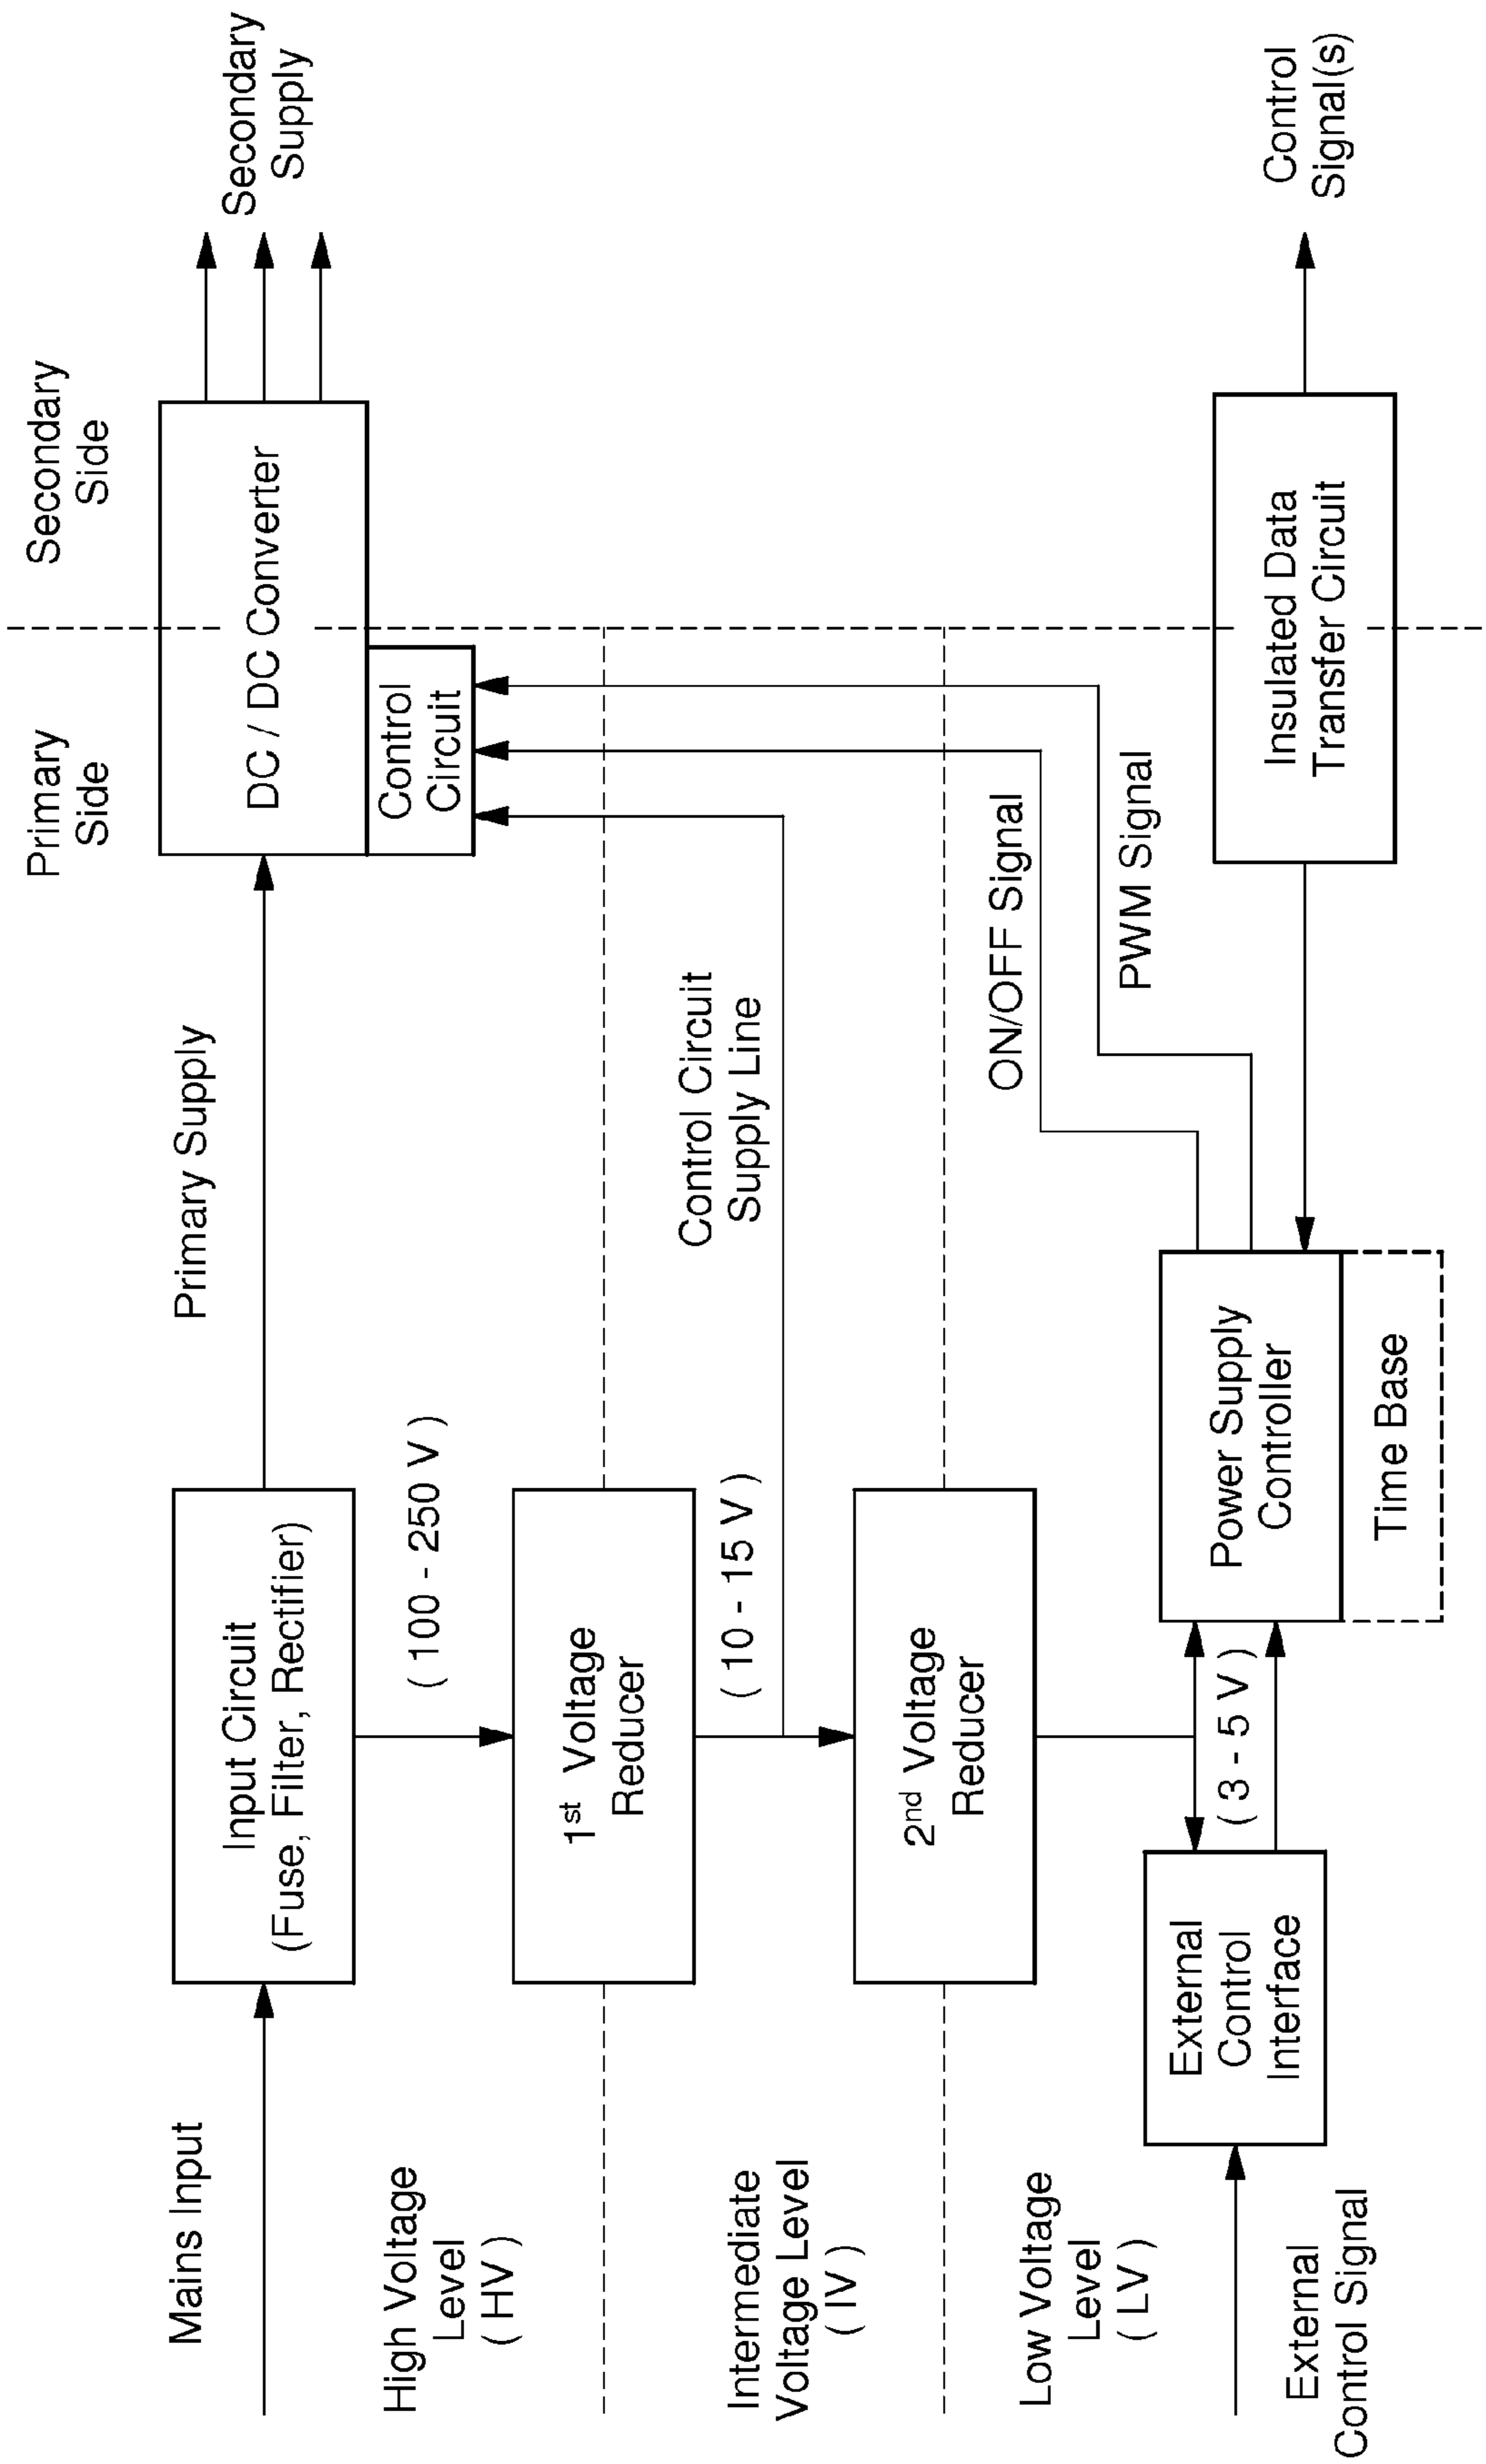 Primary
Side
Secondary
Side
Mains Input
Input Circuit
(Fuse, Filter, Rectifier)
Primary Supply
DC / DC Converter
Secondary
Supply
Control
Circuit
High Voltage
Level
( HV )
( 100 - 250 V )
1st Voltage
Reducer
Control Circuit
Supply Line
Intermediate
Voltage Level
( IV )
( 10 - 15 V )
2nd Voltage
Reducer
ON/OFF Signal
PWM Signal
Low Voltage
Level
( LV )
External
Control
Interface
( 3 - 5 V )
Power Supply
Controller
Insulated Data
Transfer Circuit
Control
Signal(s)
External
Control Signal
Time Base